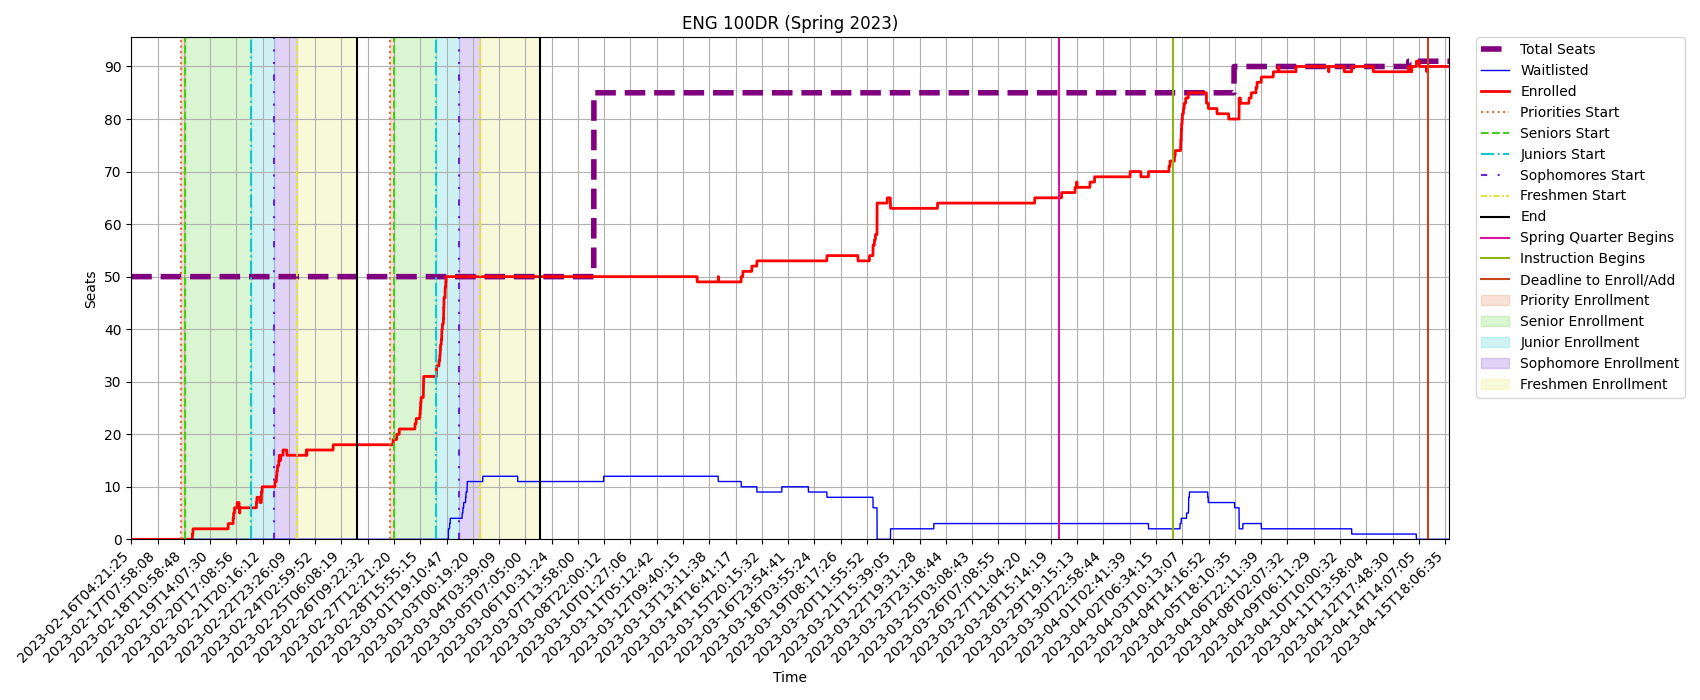 ENG 100DR (Spring 2023)
Seats
90
80
70
60
50
40
30
20
10
0
2023-02-16T04:21:25
2023-02-17T07:58:08
2023-02-18T10:58:48
2023-02-19T14:07:30
2023-02-20T17:08:56
2023-02-21T20:16:12
2023-02-22T23:26:09
2023-02-24T02:59:52
2023-02-25T06:08:19
2023-02-26T09:22:32
2023-02-27T12:21:20
2023-02-28T15:55:15
2023-03-01T19:10:47
2023-03-02T22:19:20
2023-03-04T03:39:05
2023-03-05T07:05:00
2023-03-06T10:31:24
2023-03-07T13:58:00
2023-03-08T22:00:12
2023-03-10T01:27:06
2023-03-11T05:12:42
2023-03-12T09:40:15
2023-03-13T13:11:38
2023-03-14T16:41:17
2023-03-15T20:15:32
2023-03-16T23:54:41
2023-03-18T03:55:24
2023-03-19T08:17:26
2023-03-20T11:55:52
2023-03-21T15:39:05
2023-03-22T19:31:28
2023-03-23T23:18:44
2023-03-25T03:08:43
2023-03-26T07:08:55
2023-03-27T11:04:20
2023-03-28T15:14:19
2023-03-29T19:15:13
2023-03-30T22:58:44
2023-04-01T02:41:39
2023-04-02T06:34:15
2023-04-03T10:13:07
2023-04-04T14:16:52
2023-04-05T18:10:35
2023-04-06T22:11:39
2023-04-08T02:07:32
2023-04-09T06:11:29
2023-04-10T10:00:32
2023-04-11T13:58:04
2023-04-12T17:48:30
2023-04-14T14:07:05
2023-04-15T18:06:35
Time
Total Seats
Waitlisted
Enrolled
Priorities Start
Seniors Start
Juniors Start
Sophomores Start
Freshmen Start
End
Spring Quarter Begins
Instruction Begins
Deadline to Enroll/Add
Priority Enrollment
Senior Enrollment
Junior Enrollment
Sophomore Enrollment
Freshmen Enrollment